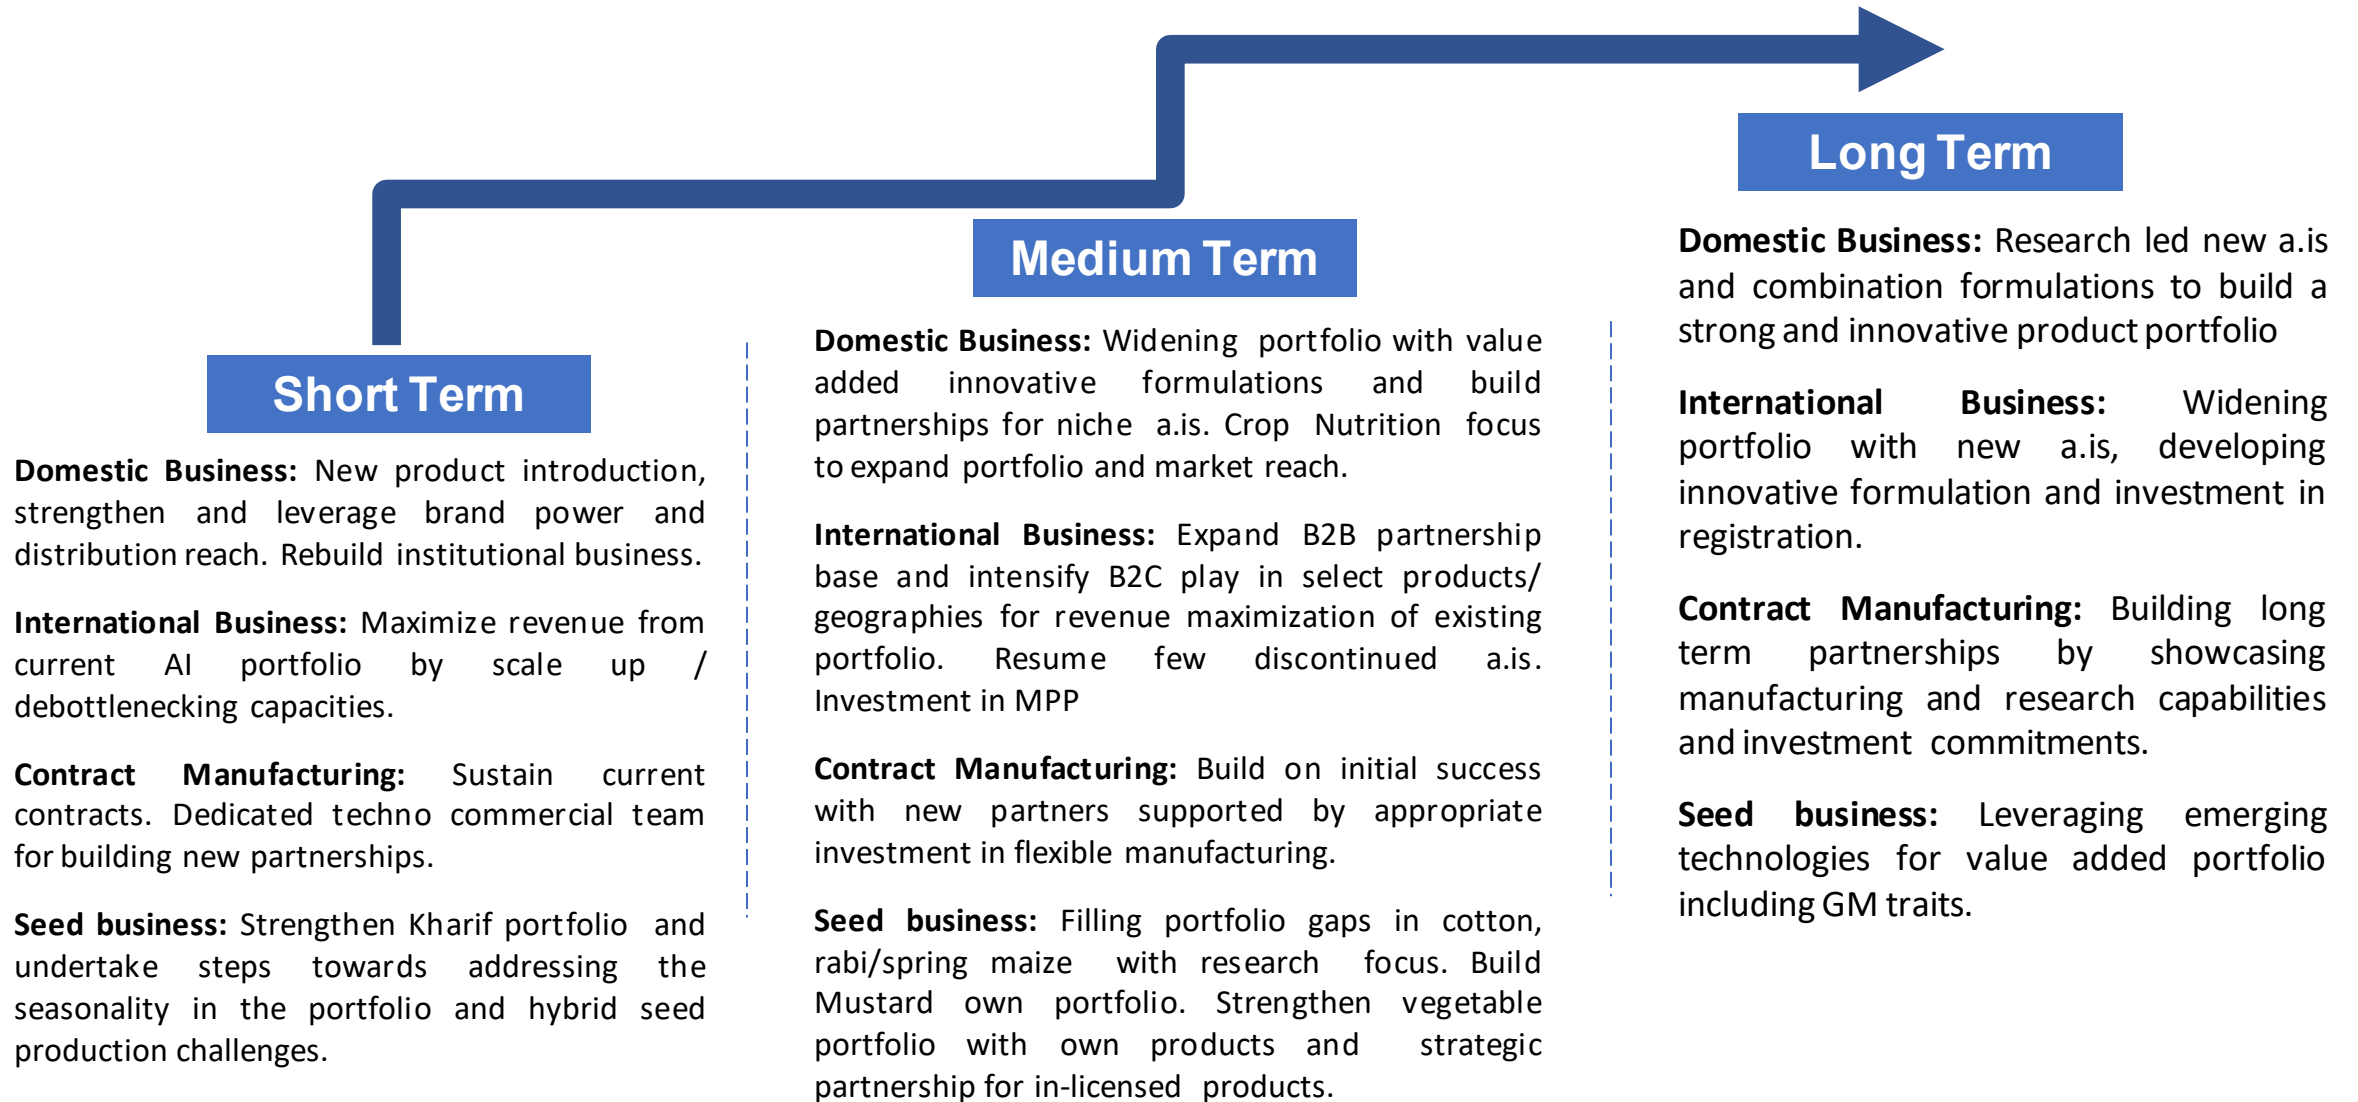 Short Term
Domestic Business: New product introduction,
strengthen and leverage brand power and
distribution reach. Rebuild institutional business.
International Business: Maximize revenue from
current AI portfolio by scale up /
debottlenecking capacities.
Contract Manufacturing: Sustain current
contracts. Dedicated techno commercial team
for building new partnerships.
Seed business: Strengthen Kharif portfolio and
undertake steps towards addressing the
seasonality in the portfolio and hybrid seed
production challenges.
Medium Term
Domestic Business: Widening portfolio with value
added innovative formulations and build
partnerships for niche a.is. Crop Nutrition focus
to expand portfolio and market reach.
International Business: Expand B2B partnership
base and intensify B2C play in select products/
geographies for revenue maximization of existing
portfolio. Resume few discontinued a.is.
Investment in MPP
Contract Manufacturing: Build on initial success
with new partners supported by appropriate
investment in flexible manufacturing.
Seed business: Filling portfolio gaps in cotton,
rabi/spring maize with research focus. Build
Mustard own portfolio. Strengthen vegetable
portfolio with own products and strategic
partnership for in-licensed products.
Long Term
Domestic Business: Research led new a.is
and combination formulations to build a
strong and innovative product portfolio
International Business: Widening
portfolio with new a.is, developing
innovative formulation and investment in
registration.
Contract Manufacturing: Building long
term partnerships by showcasing
manufacturing and research capabilities
and investment commitments.
Seed business: Leveraging emerging
technologies for value added portfolio
including GM traits.